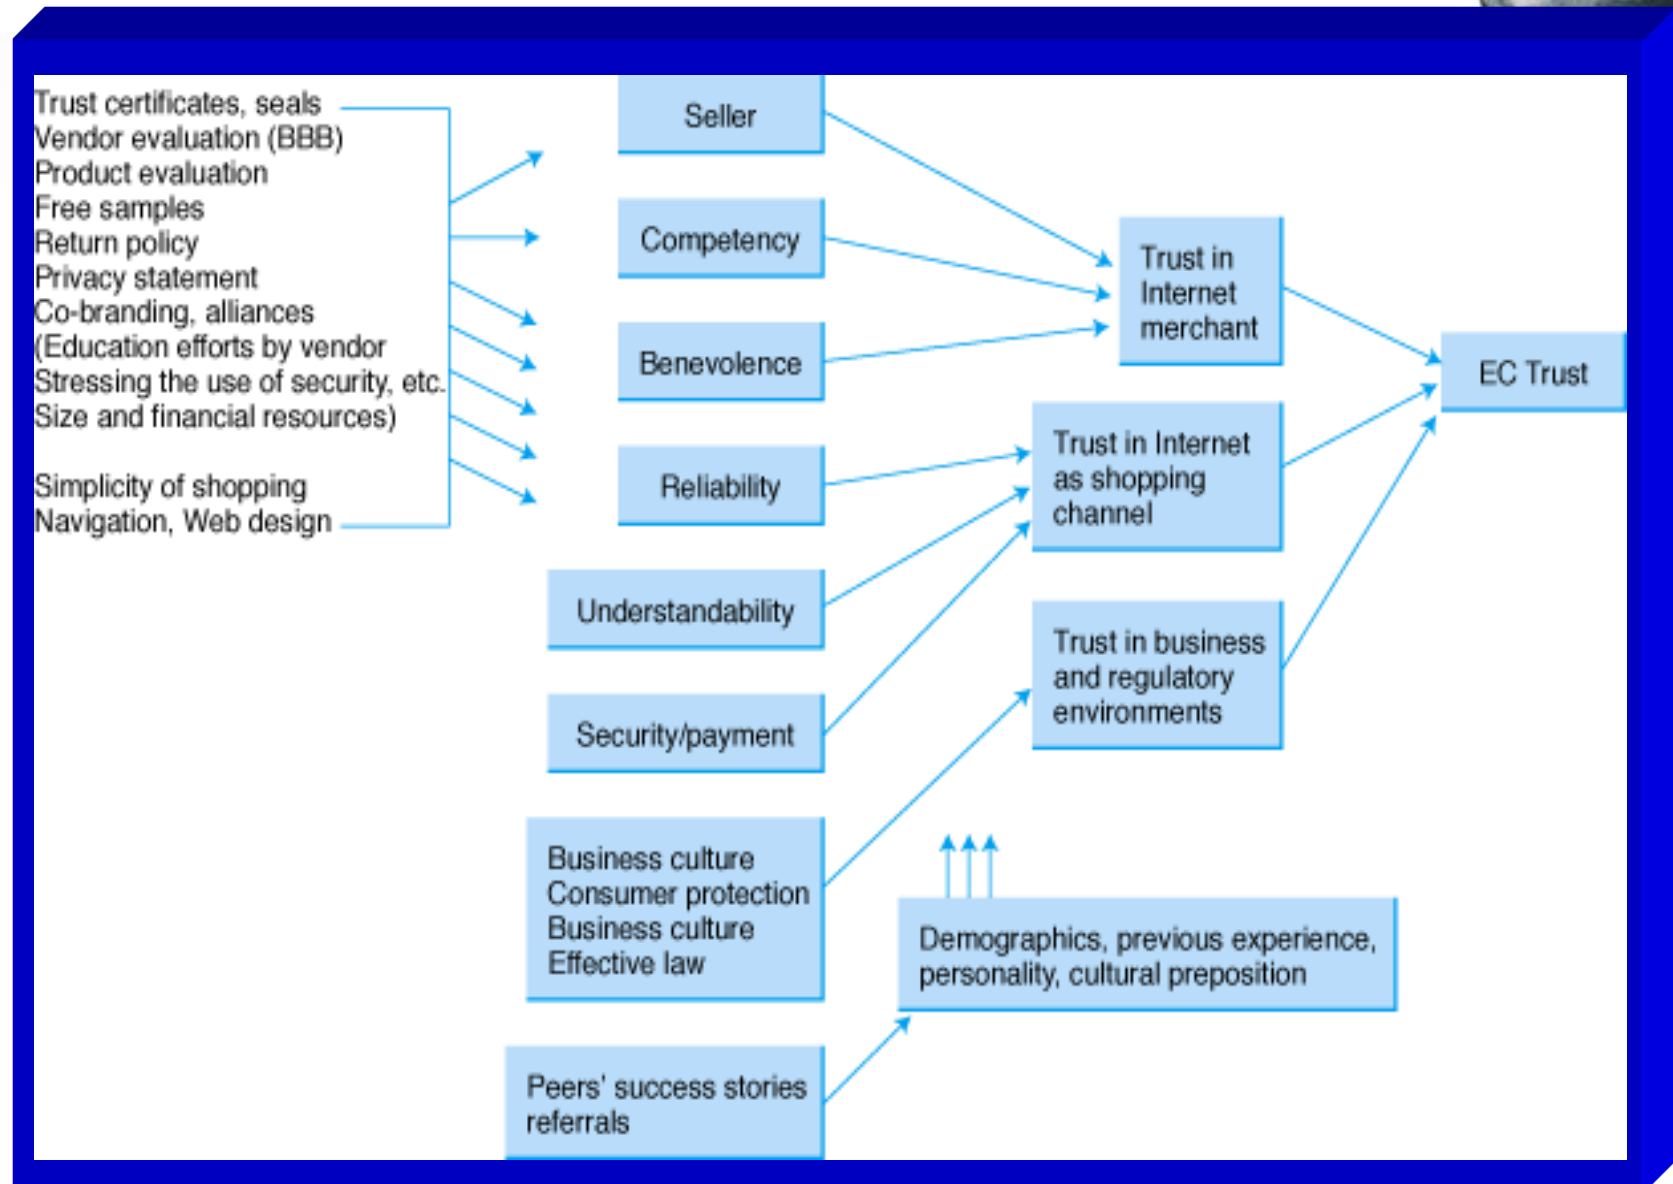 Trust certificates, seals
Vendor evaluation (BBB)
Product evaluation
Free samples
Return policy
Privacy statement
Co-branding, alliances
(Education efforts by vendor
Stressing the use of security, etc.
Size and financial resources)
Simplicity of shopping
Navigation, Web design
Seller
Competency
Benevolence
Reliability
Understandability
Security/payment
Business culture
Consumer protection
Business culture
Effective law
Peers' success stories
referrals
Trust in
Internet
merchant
Trust in Internet
as shopping
channel
Trust in business
and regulatory
environments
Demographics, previous experience,
personality, cultural preposition
EC Trust